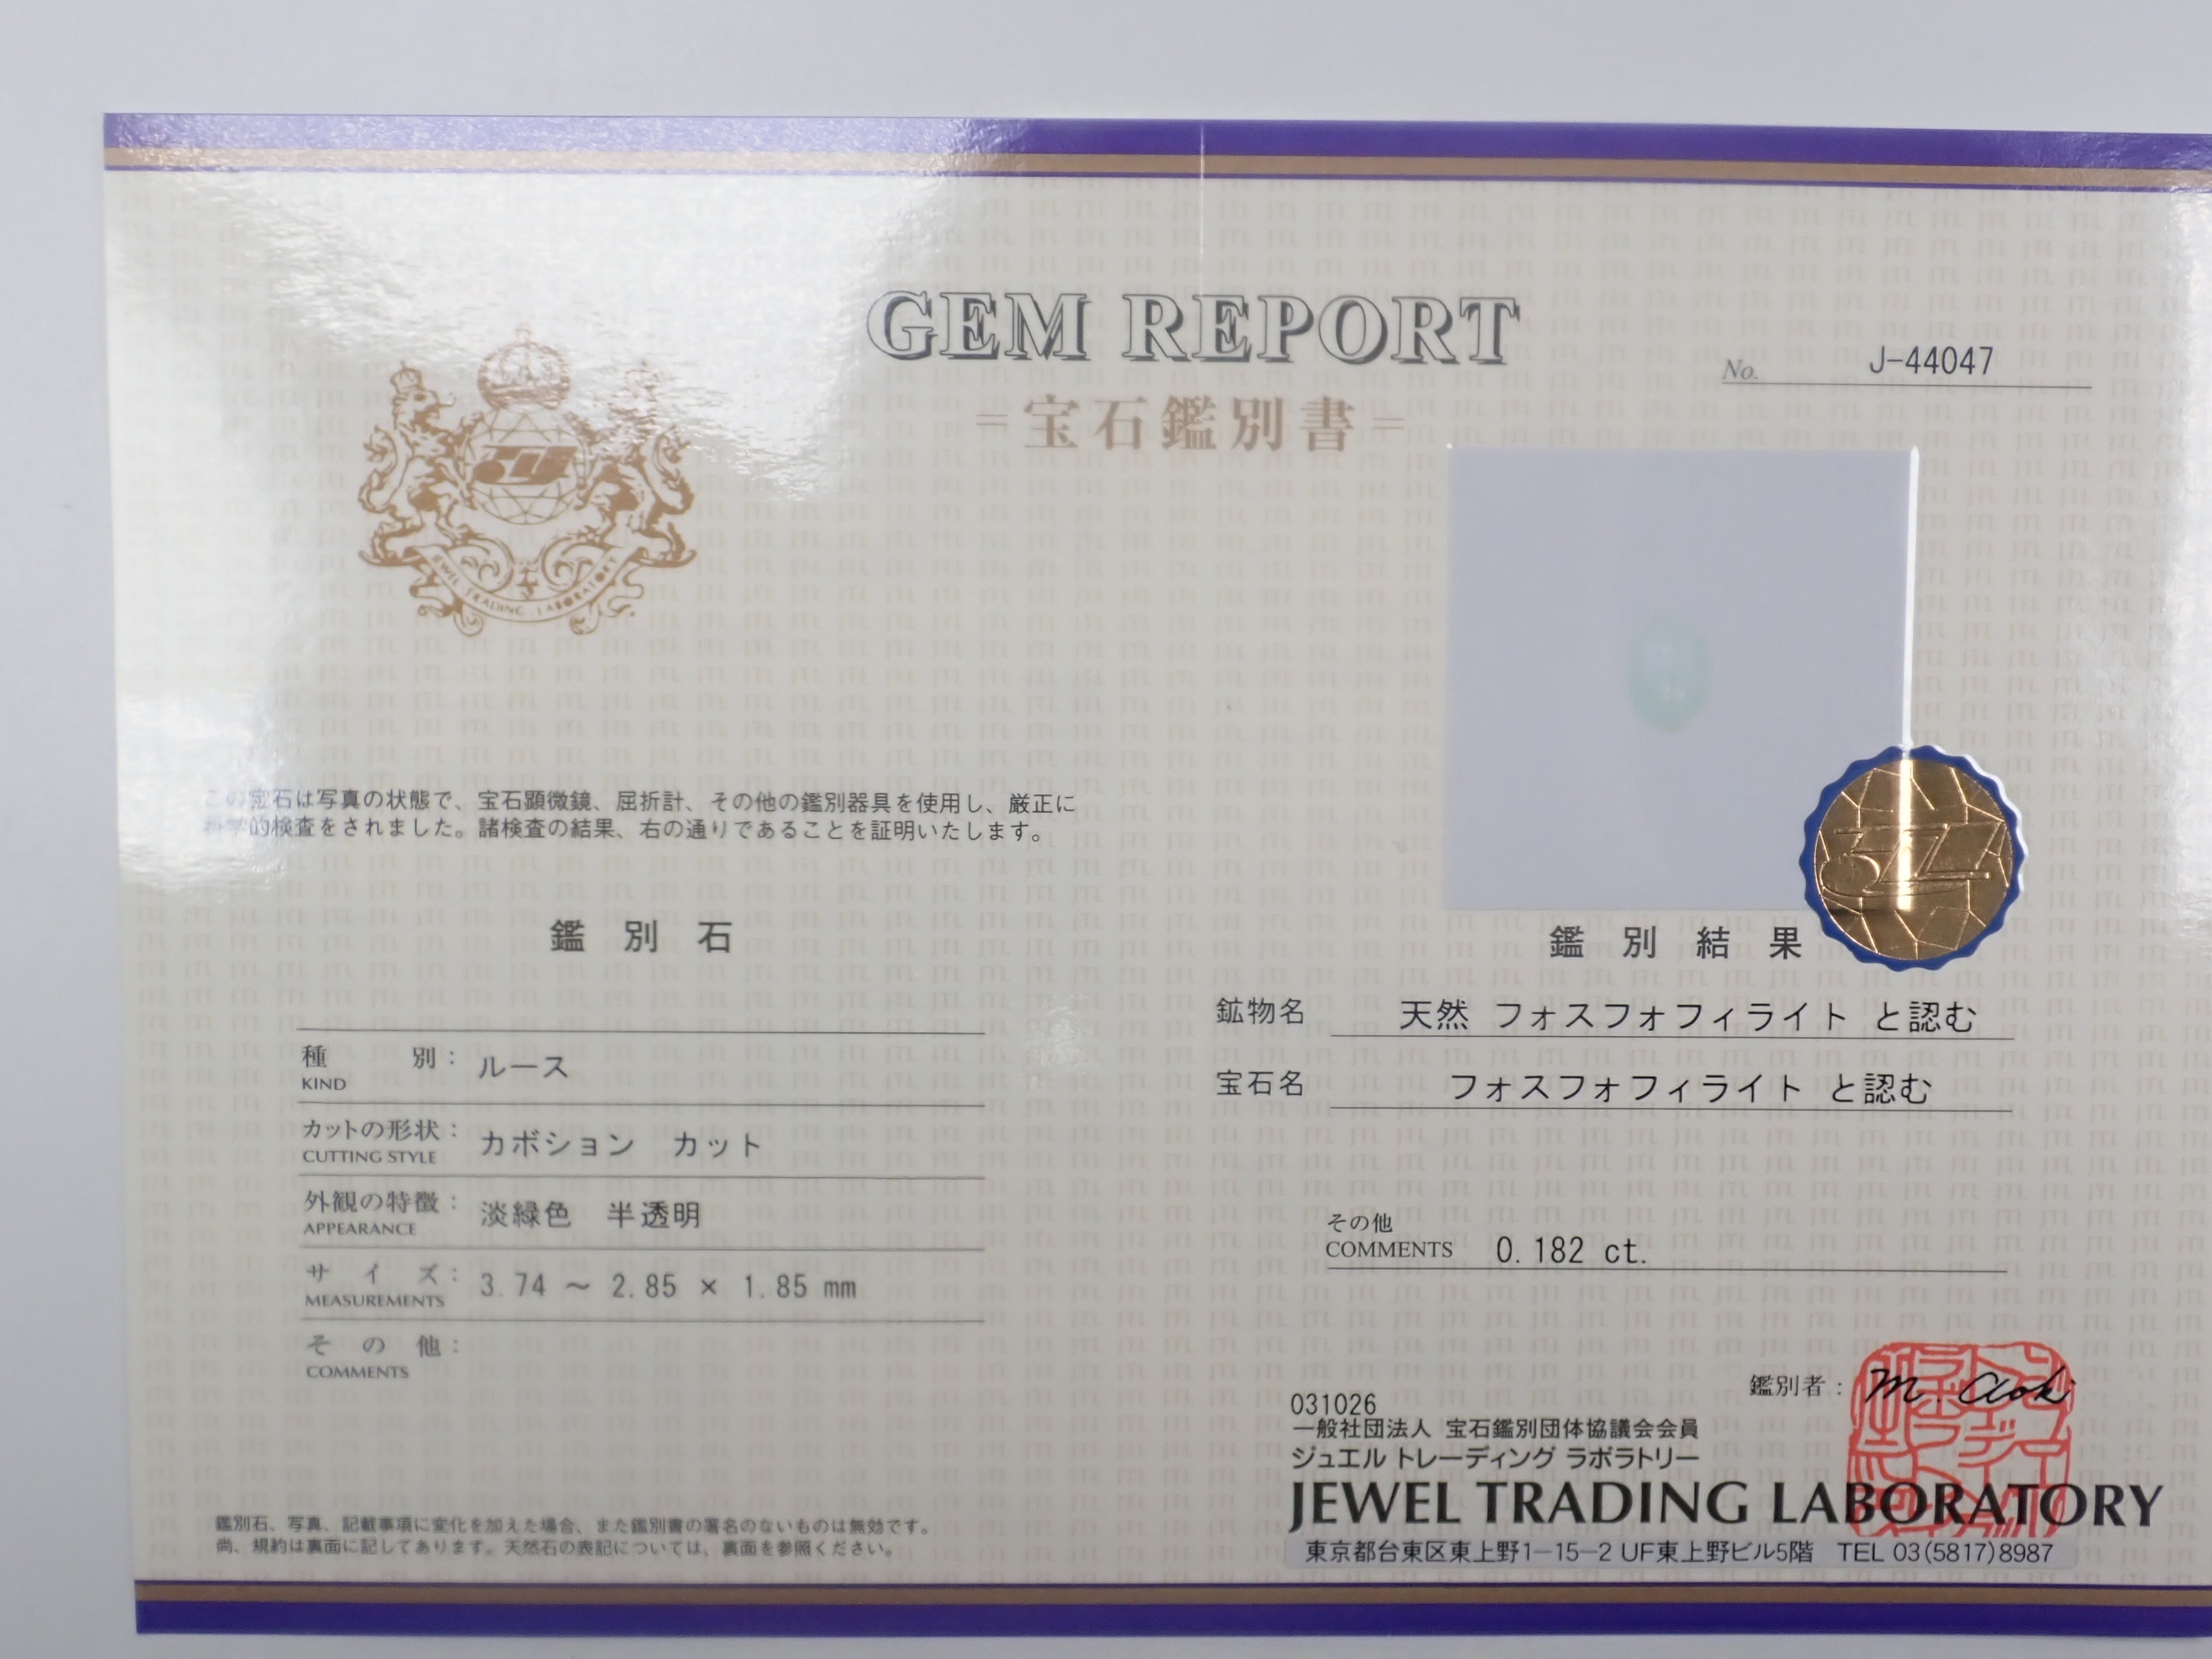 GEM REPORT
No. J-44047
=宝石鑑別書=
JEWEL TRADING LABORATORY
この宝石は写真の状態で、宝石顕微鏡、屈折計、その他の鑑別器具を使用し、厳正に
科学的検査をされました。諸検査の結果、右の通りであることを証明いたします。
鑑別石
種別: ルース
KIND
カットの形状: カボション カット
CUTTING STYLE
外観の特徴: 淡緑色 半透明
APPEARANCE
サイズ: 3.74 ～ 2.85 × 1.85 mm
MEASUREMENTS
その他:
COMMENTS
鑑別石、写真、記載事項に変化を加えた場合、また鑑別書の署名のないものは無効です。
尚、規約は裏面に記してあります。天然石の表記については、裏面を参照ください。
鑑別結果
鉱物名 天然 フォスフォフィライト と認む
宝石名 フォスフォフィライト と認む
その他
COMMENTS 0.182 ct.
鑑別者: M. Aoki
031026
一般社団法人 宝石鑑別団体協議会会員
ジュエル トレーディング ラボラトリー
JEWEL TRADING LABORATORY
東京都台東区東上野1-15-2 UF東上野ビル5階 TEL 03(5817)8987